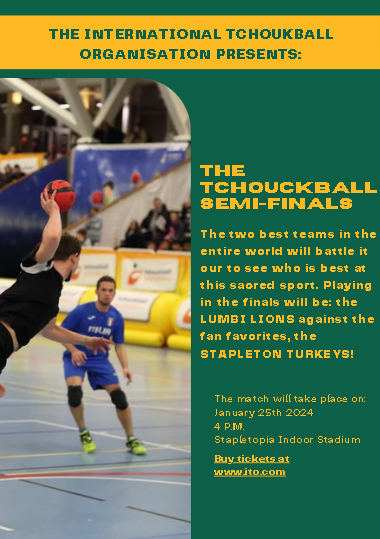 THE INTERNATIONAL TCHOUKBALL
ORGANISATION PRESENTS:
THE
TCHOUCKBALL
SEMI-FINALS
The two best teams in the
entire world will battle it
our to see who is best at
this sacred sport. Playing
in the finals will be: the
LUMBI LIONS against the
fan favorites, the
STAPLETON TURKEYS!
ITALIA
The match will take place on:
January 25th 2024
4 P.M.
Stapletopia Indoor Stadium
Buy tickets at
www.ito.com